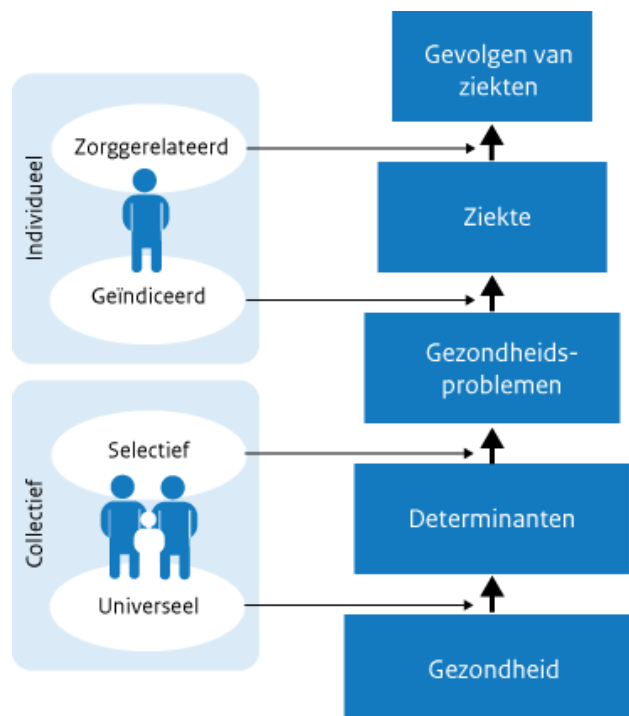 Gevolgen van
ziekten
Individueel
Zorggerelateerd
Ziekte
Geïndiceerd
Gezondheids-
problemen
Collectief
Selectief
Determinanten
Universeel
Gezondheid